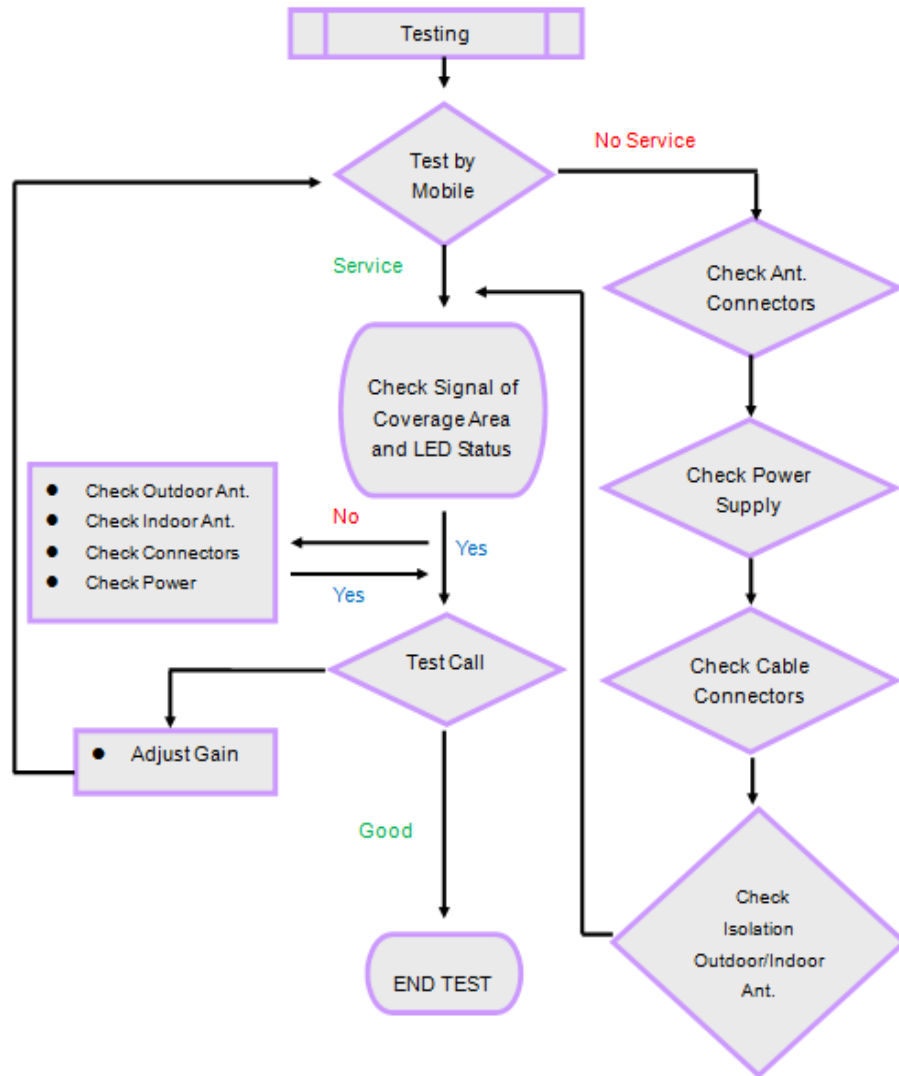 Testing
Test by
Mobile
No Service
Service
Check Ant.
Connectors
Check Signal of
Coverage Area
and LED Status
Check Power
Supply
● Check Outdoor Ant.
● Check Indoor Ant.
● Check Connectors
● Check Power
No
Yes
Yes
Test Call
Check Cable
Connectors
● Adjust Gain
Good
Check
Isolation
Outdoor/Indoor
Ant.
END TEST